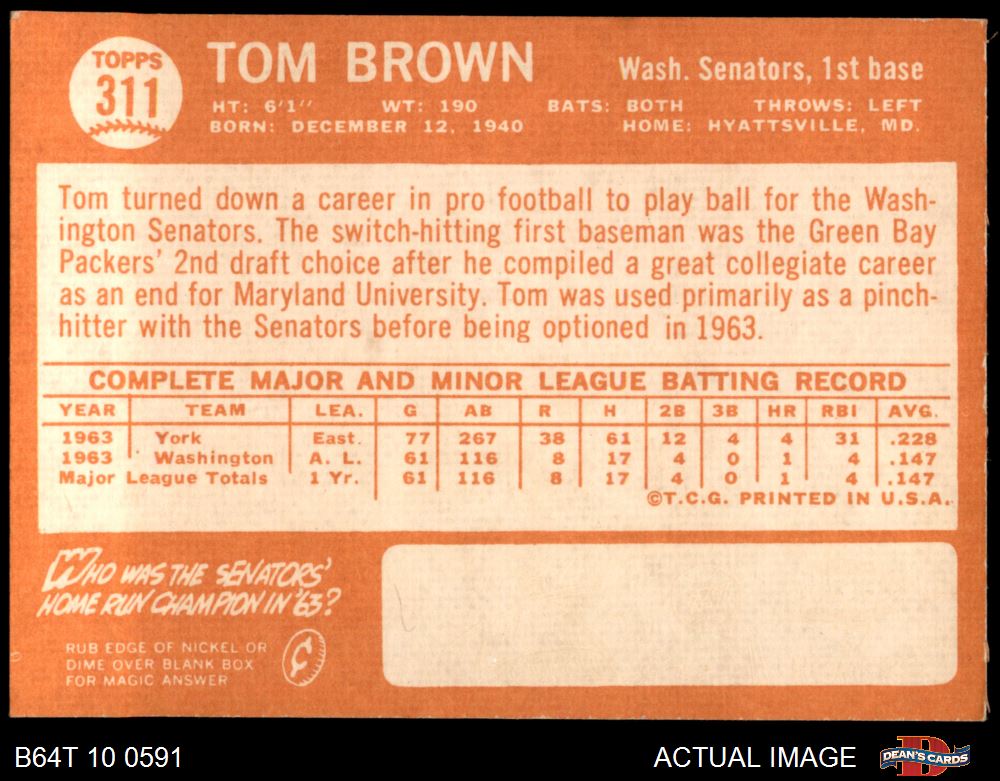 TOPPS
311
TOM BROWN
Wash. Senators, 1st base
HT: 6'1" WT: 190 BATS: BOTH THROWS: LEFT
BORN: DECEMBER 12, 1940 HOME: HYATTSVILLE, MD.
Tom turned down a career in pro football to play ball for the Wash-
ington Senators. The switch-hitting first baseman was the Green Bay
Packers' 2nd draft choice after he compiled a great collegiate career
as an end for Maryland University. Tom was used primarily as a pinch-
hitter with the Senators before being optioned in 1963.
COMPLETE MAJOR AND MINOR LEAGUE BATTING RECORD
YEAR TEAM LEA. G AB R H 2B 3B HR RBI AVG.
1963 York East. 77 267 38 61 12 4 4 31 .228
1963 Washington A. L. 61 116 8 17 4 0 1 4 .147
Major League Totals 1 Yr. 61 116 8 17 4 0 1 4 .147
©T.C.G. PRINTED IN U.S.A.
WHO WAS THE SENATORS'
HOME RUN CHAMPION IN '63?
RUB EDGE OF NICKEL OR
DIME OVER BLANK BOX
FOR MAGIC ANSWER
¢
B64T 10 0591
ACTUAL IMAGE
DEAN'S CARDS